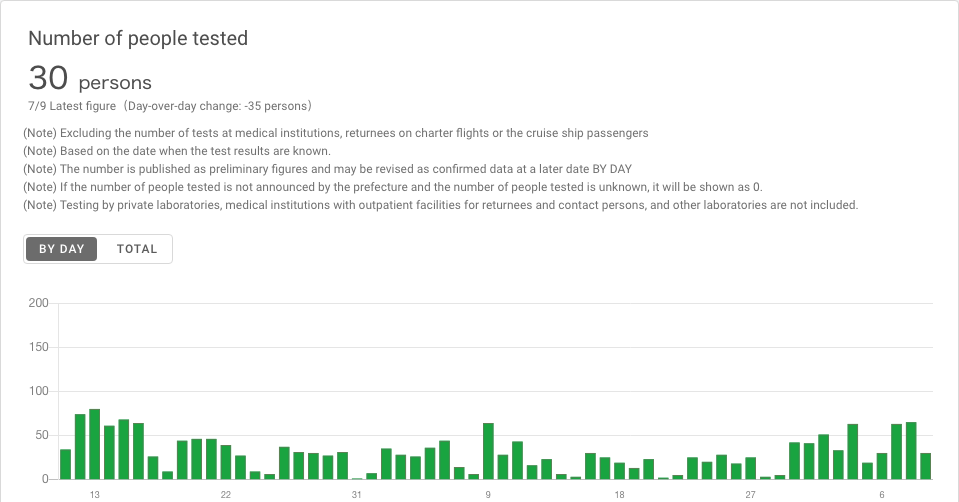 Number of people tested
30 persons
7/9 Latest figure（Day-over-day change: -35 persons）
(Note) Excluding the number of tests at medical institutions, returnees on charter flights or the cruise ship passengers
(Note) Based on the date when the test results are known.
(Note) The number is published as preliminary figures and may be revised as confirmed data at a later date BY DAY
(Note) If the number of people tested is not announced by the prefecture and the number of people tested is unknown, it will be shown as 0.
(Note) Testing by private laboratories, medical institutions with outpatient facilities for returnees and contact persons, and other laboratories are not included.
BY DAY TOTAL
200
150
100
50
0
13 22 31 9 18 27 6